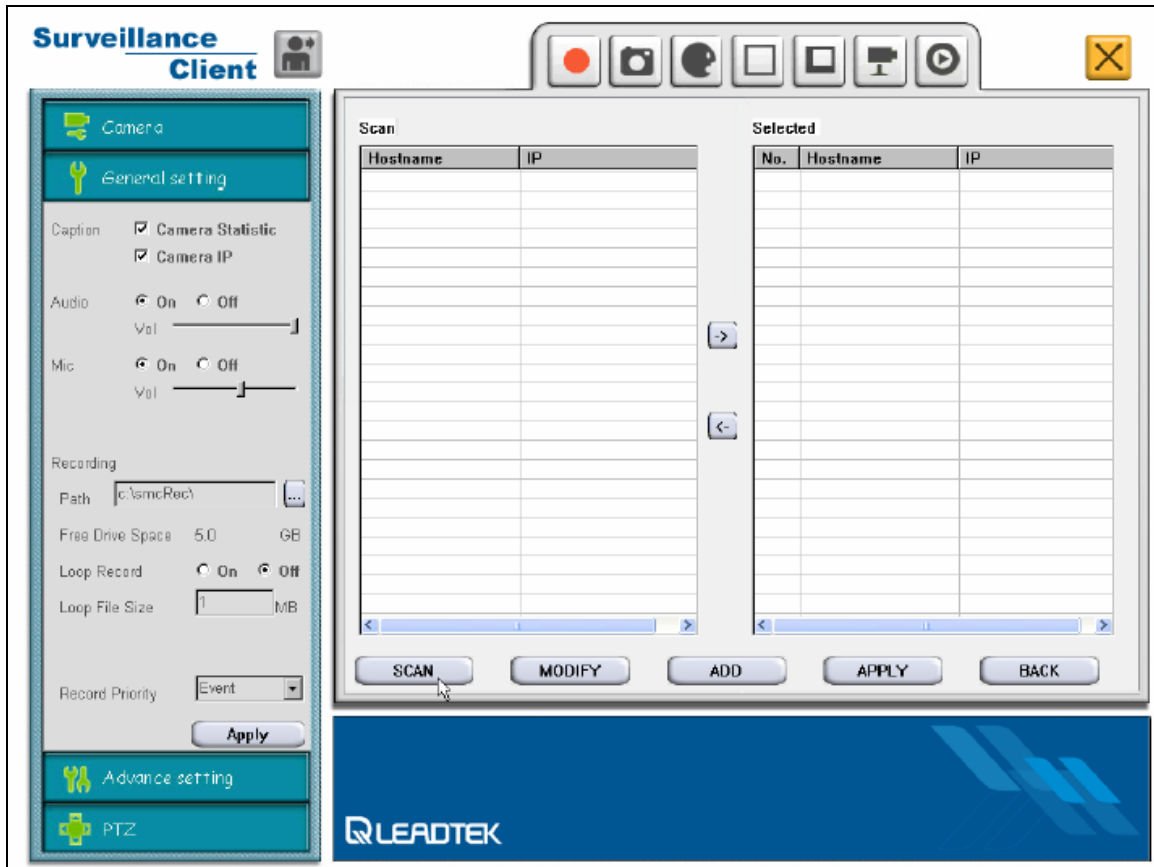 Surveillance
Client
Camera
General setting
Caption
Camera Statistic
Camera IP
Audio
On
Off
Vol
Mic
On
Off
Vol
Recording
Path
c:\smcRec\
...
Free Drive Space
5.0
GB
Loop Record
On
Off
Loop File Size
1
MB
Record Priority
Event
Apply
Advance setting
PTZ
Scan
Hostname
IP
->
<-
Selected
No.
Hostname
IP
SCAN
MODIFY
ADD
APPLY
BACK
LEADTEK